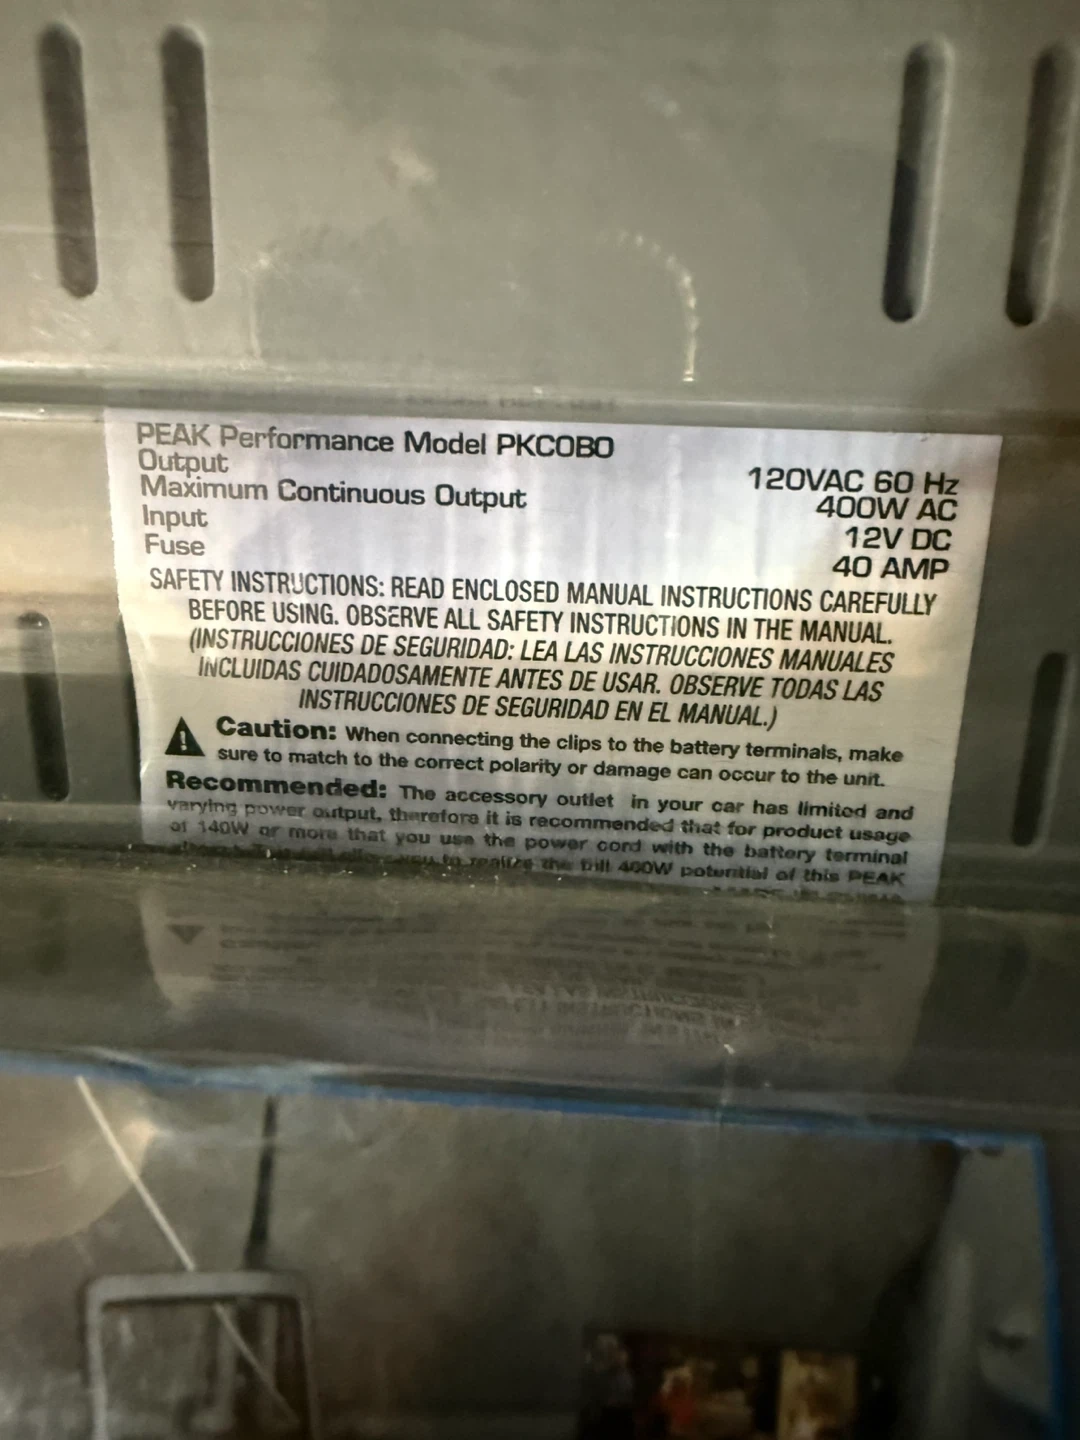 PEAK Performance Model PKCOBO
Output 120VAC 60 Hz
Maximum Continuous Output 400W AC
Input 12V DC
Fuse 40 AMP
SAFETY INSTRUCTIONS: READ ENCLOSED MANUAL INSTRUCTIONS CAREFULLY
BEFORE USING. OBSERVE ALL SAFETY INSTRUCTIONS IN THE MANUAL.
(INSTRUCCIONES DE SEGURIDAD: LEA LAS INSTRUCCIONES MANUALES
INCLUIDAS CUIDADOSAMENTE ANTES DE USAR. OBSERVE TODAS LAS
INSTRUCCIONES DE SEGURIDAD EN EL MANUAL.)
Caution: When connecting the clips to the battery terminals, make
sure to match to the correct polarity or damage can occur to the unit.
Recommended: The accessory outlet in your car has limited and
varying power output, therefore it is recommended that for product usage
of 140W or more that you use the power cord with the battery terminal
you to realize the full 400W potential of this PEAK